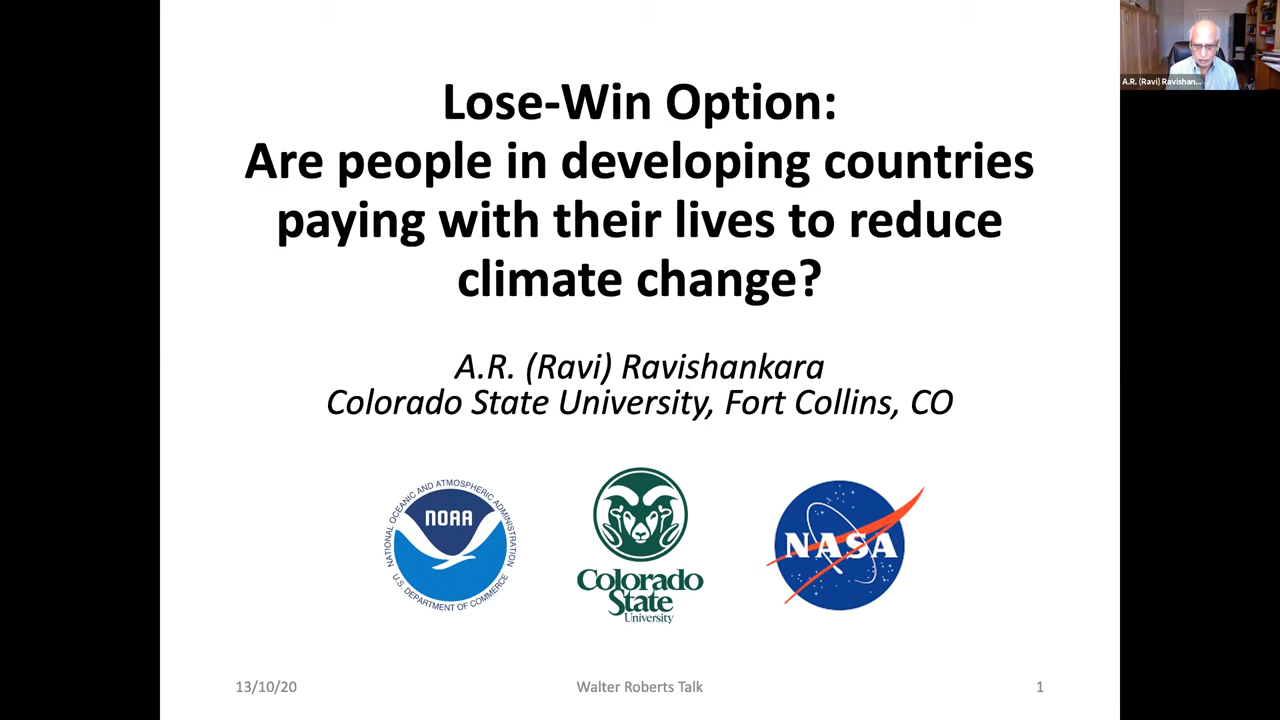 A.R. (Ravi) Ravishan...
Lose-Win Option:
Are people in developing countries
paying with their lives to reduce
climate change?
A.R. (Ravi) Ravishankara
Colorado State University, Fort Collins, CO
NATIONAL OCEANIC AND ATMOSPHERIC ADMINISTRATION
NOAA
U.S. DEPARTMENT OF COMMERCE
Colorado
State
University
NASA
13/10/20
Walter Roberts Talk
1